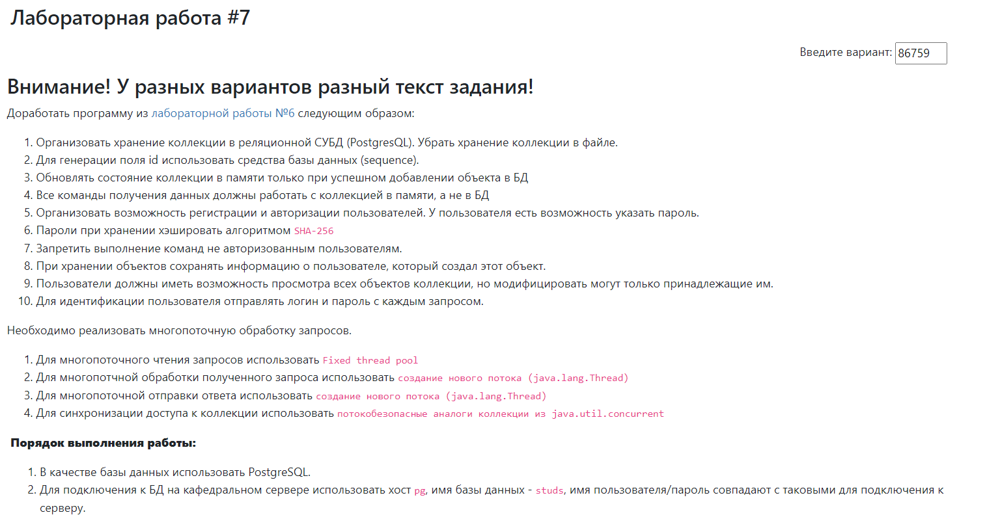 Лабораторная работа #7
Введите вариант: 86759
Внимание! У разных вариантов разный текст задания!
Доработать программу из лабораторной работы №6 следующим образом:
1. Организовать хранение коллекции в реляционной СУБД (PostgresQL). Убрать хранение коллекции в файле.
2. Для генерации поля id использовать средства базы данных (sequence).
3. Обновлять состояние коллекции в памяти только при успешном добавлении объекта в БД
4. Все команды получения данных должны работать с коллекцией в памяти, а не в БД
5. Организовать возможность регистрации и авторизации пользователей. У пользователя есть возможность указать пароль.
6. Пароли при хранении хэшировать алгоритмом SHA-256
7. Запретить выполнение команд не авторизованным пользователям.
8. При хранении объектов сохранять информацию о пользователе, который создал этот объект.
9. Пользователи должны иметь возможность просмотра всех объектов коллекции, но модифицировать могут только принадлежащие им.
10. Для идентификации пользователя отправлять логин и пароль с каждым запросом.
Необходимо реализовать многопоточную обработку запросов.
1. Для многопоточного чтения запросов использовать Fixed thread pool
2. Для многопотчной обработки полученного запроса использовать создание нового потока (java.lang.Thread)
3. Для многопоточной отправки ответа использовать создание нового потока (java.lang.Thread)
4. Для синхронизации доступа к коллекции использовать потокобезопасные аналоги коллекции из java.util.concurrent
Порядок выполнения работы:
1. В качестве базы данных использовать PostgreSQL.
2. Для подключения к БД на кафедральном сервере использовать хост pg, имя базы данных - studs, имя пользователя/пароль совпадают с таковыми для подключения к
серверу.